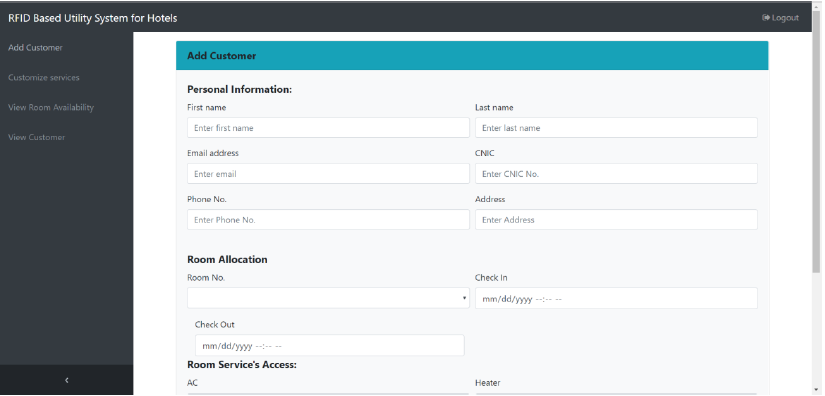 RFID Based Utility System for Hotels
Logout
Add Customer
Customize services
View Room Availability
View Customer
Add Customer
Personal Information:
First name Last name
Enter first name Enter last name
Email address CNIC
Enter email Enter CNIC No.
Phone No. Address
Enter Phone No. Enter Address
Room Allocation
Room No. Check In
mm/dd/yyyy --:-- --
Check Out
mm/dd/yyyy --:-- --
Room Service's Access:
AC Heater